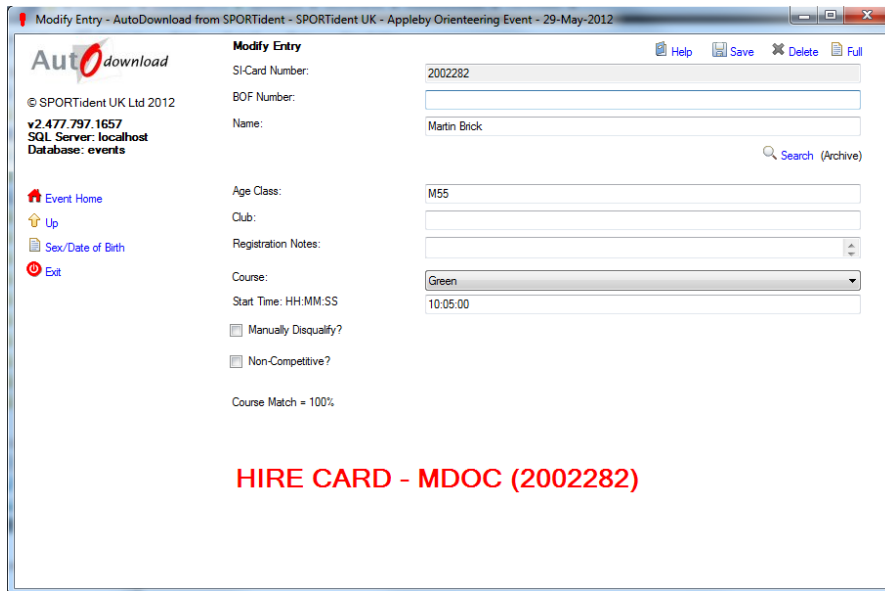 Modify Entry - AutoDownload from SPORTident - SPORTident UK - Appleby Orienteering Event - 29-May-2012
AutOdownload
© SPORTident UK Ltd 2012
v2.477.797.1657
SQL Server: localhost
Database: events
Event Home
Up
Sex/Date of Birth
Exit
Modify Entry
Help Save Delete Full
SI-Card Number: 2002282
BOF Number:
Name: Martin Brick
Search (Archive)
Age Class: M55
Club:
Registration Notes:
Course: Green
Start Time: HH:MM:SS 10:05:00
Manually Disqualify?
Non-Competitive?
Course Match = 100%
HIRE CARD - MDOC (2002282)